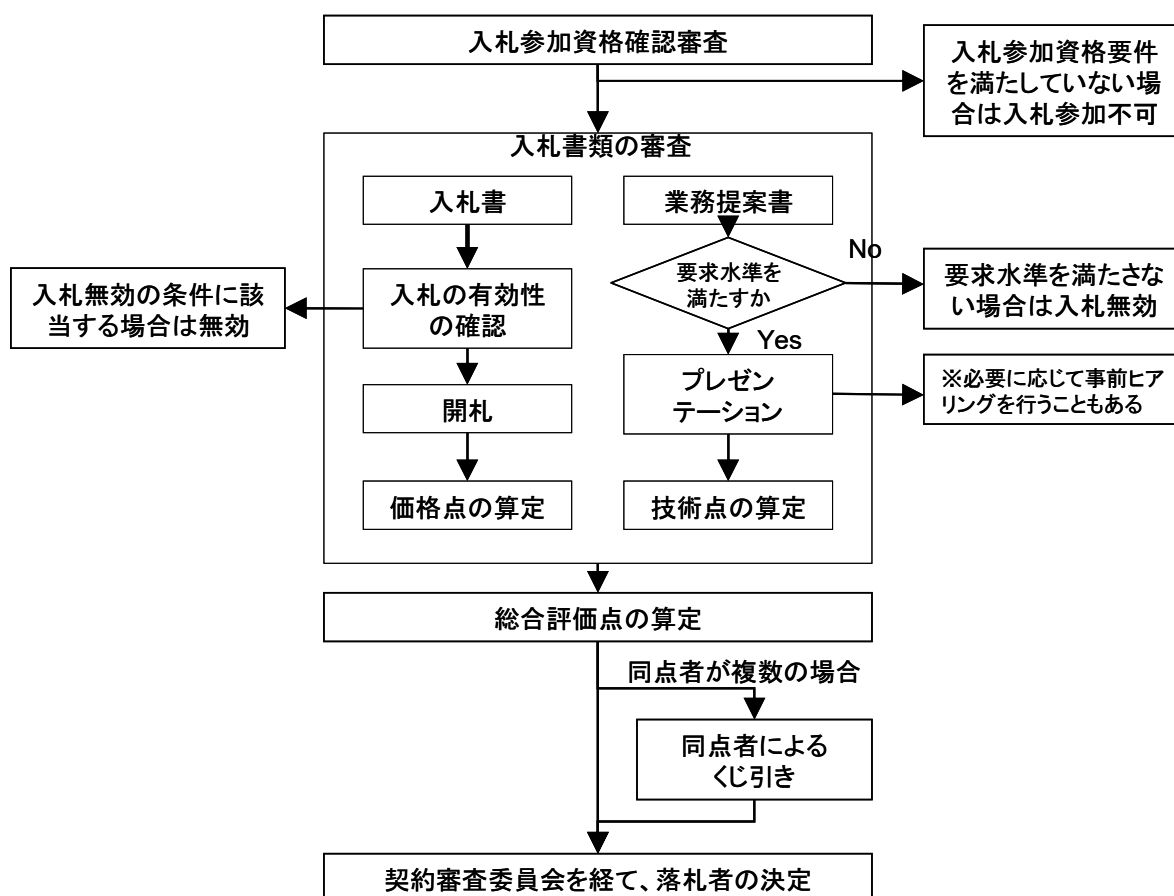 入札参加資格確認審査
入札参加資格要件
を満たしていない場
合は入札参加不可
入札書類の審査
入札書
業務提案書
No
要求水準を
満たすか
要求水準を満たさな
い場合は入札無効
入札無効の条件に該
当する場合は無効
入札の有効性
の確認
Yes
プレゼン
テーション
※必要に応じて事前ヒア
リングを行うこともある
開札
価格点の算定
技術点の算定
総合評価点の算定
同点者が複数の場合
同点者による
くじ引き
契約審査委員会を経て、落札者の決定